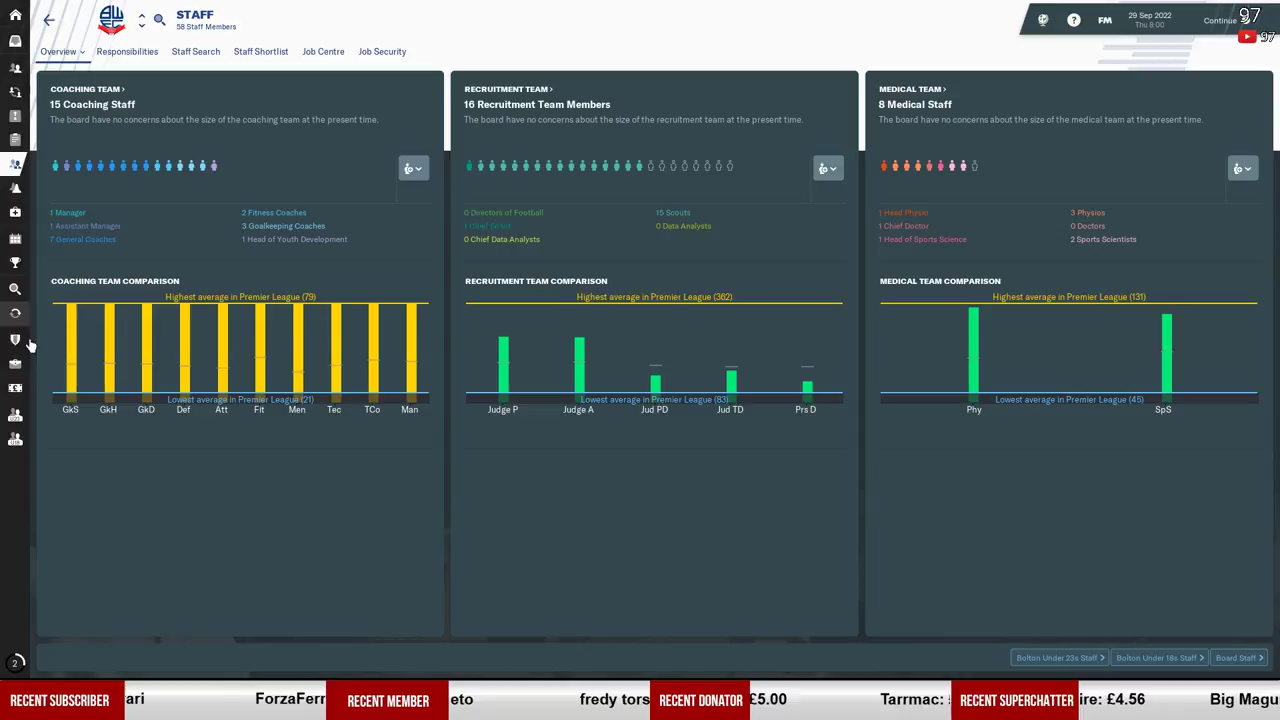 STAFF
58 Staff Members
FM
29 Sep 2022
Thu 8:00
Continue
97
97
Overview
Responsibilities
Staff Search
Staff Shortlist
Job Centre
Job Security
COACHING TEAM >
15 Coaching Staff
The board have no concerns about the size of the coaching team at the present time.
1 Manager
2 Fitness Coaches
1 Assistant Manager
3 Goalkeeping Coaches
7 General Coaches
1 Head of Youth Development
COACHING TEAM COMPARISON
Highest average in Premier League (79)
Lowest average in Premier League (21)
GkS GkH GkD Def Att Fit Men Tec TCo Man
RECRUITMENT TEAM >
16 Recruitment Team Members
The board have no concerns about the size of the recruitment team at the present time.
0 Directors of Football
15 Scouts
1 Chief Scout
0 Data Analysts
0 Chief Data Analysts
RECRUITMENT TEAM COMPARISON
Highest average in Premier League (362)
Lowest average in Premier League (83)
Judge P Judge A Jud PD Jud TD Prs D
MEDICAL TEAM >
8 Medical Staff
The board have no concerns about the size of the medical team at the present time.
1 Head Physio
3 Physios
1 Chief Doctor
0 Doctors
1 Head of Sports Science
2 Sports Scientists
MEDICAL TEAM COMPARISON
Highest average in Premier League (131)
Lowest average in Premier League (45)
Phy SpS
2
Bolton Under 23s Staff >
Bolton Under 18s Staff >
Board Staff >
RECENT SUBSCRIBER
ari
ForzaFerr
RECENT MEMBER
eto
fredy tors
RECENT DONATOR
£5.00
Tarrmac:
RECENT SUPERCHATTER
ire: £4.56
Big Magu